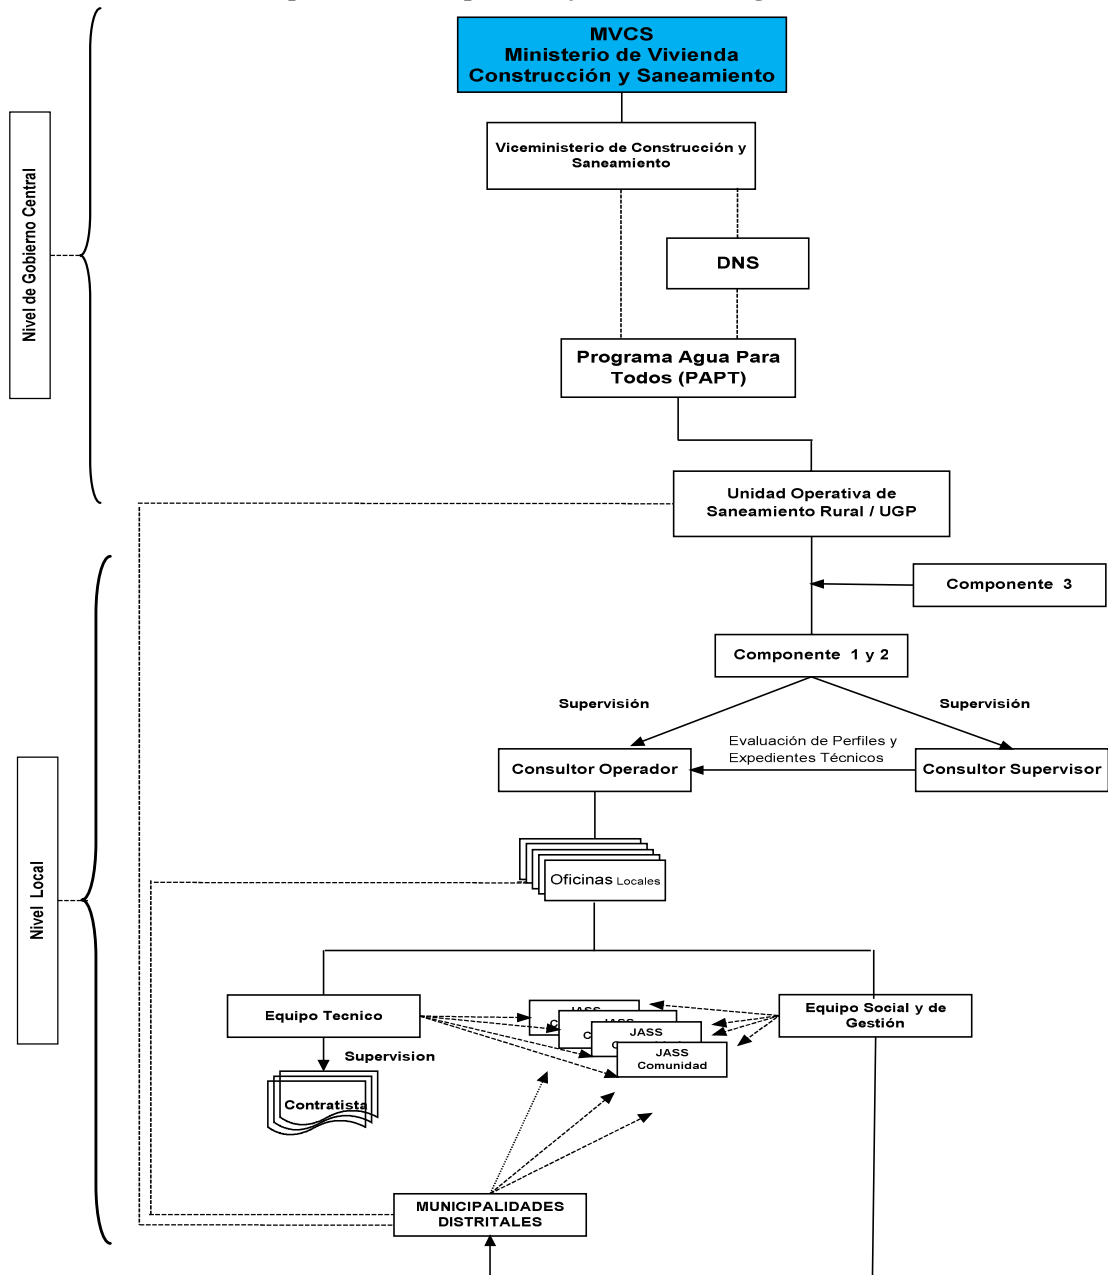 MVCS
Ministerio de Vivienda
Construcción y Saneamiento
Viceministerio de Construcción y
Saneamiento
Nivel de Gobierno Central
DNS
Programa Agua Para
Todos (PAPT)
Unidad Operativa de
Saneamiento Rural / UGP
Componente 3
Componente 1 y 2
Supervisión
Supervisión
Evaluación de Perfiles y
Expedientes Técnicos
Consultor Operador
Consultor Supervisor
Nivel Local
Oficinas Locales
Equipo Tecnico
Equipo Social y de
Gestión
JASS
JASS
JASS
JASS
Comunidad
Supervision
Contratista
MUNICIPALIDADES
DISTRITALES